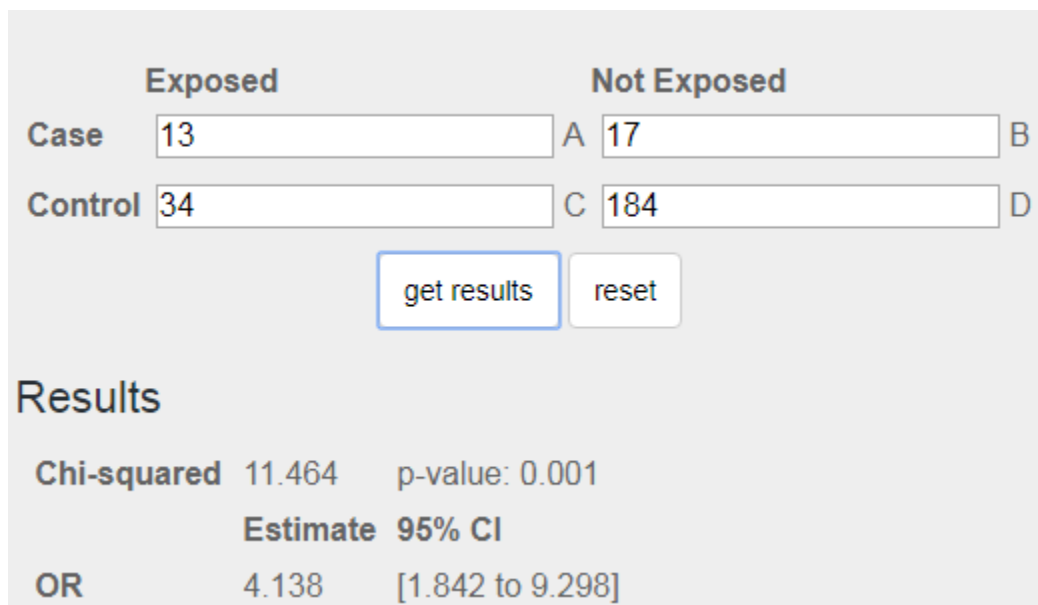 Exposed Not Exposed
Case 13 A 17 B
Control 34 C 184 D
get results reset
Results
Chi-squared 11.464 p-value: 0.001
Estimate 95% CI
OR 4.138 [1.842 to 9.298]